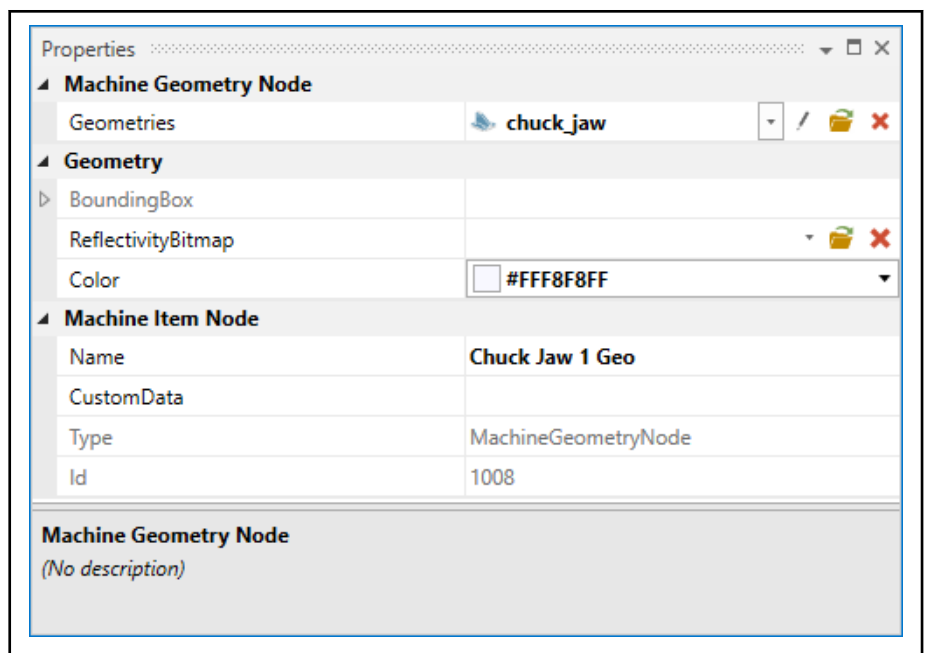 Properties
Machine Geometry Node
Geometries chuck_jaw
Geometry
BoundingBox
ReflectivityBitmap
Color #FFF8F8FF
Machine Item Node
Name Chuck Jaw 1 Geo
CustomData
Type MachineGeometryNode
Id 1008
Machine Geometry Node
(No description)